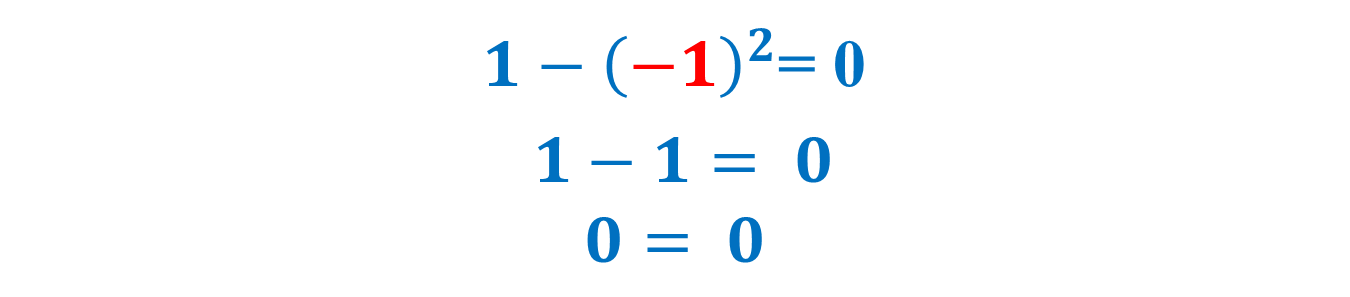 1 − (−1)²= 0
1 − 1 = 0
0 = 0